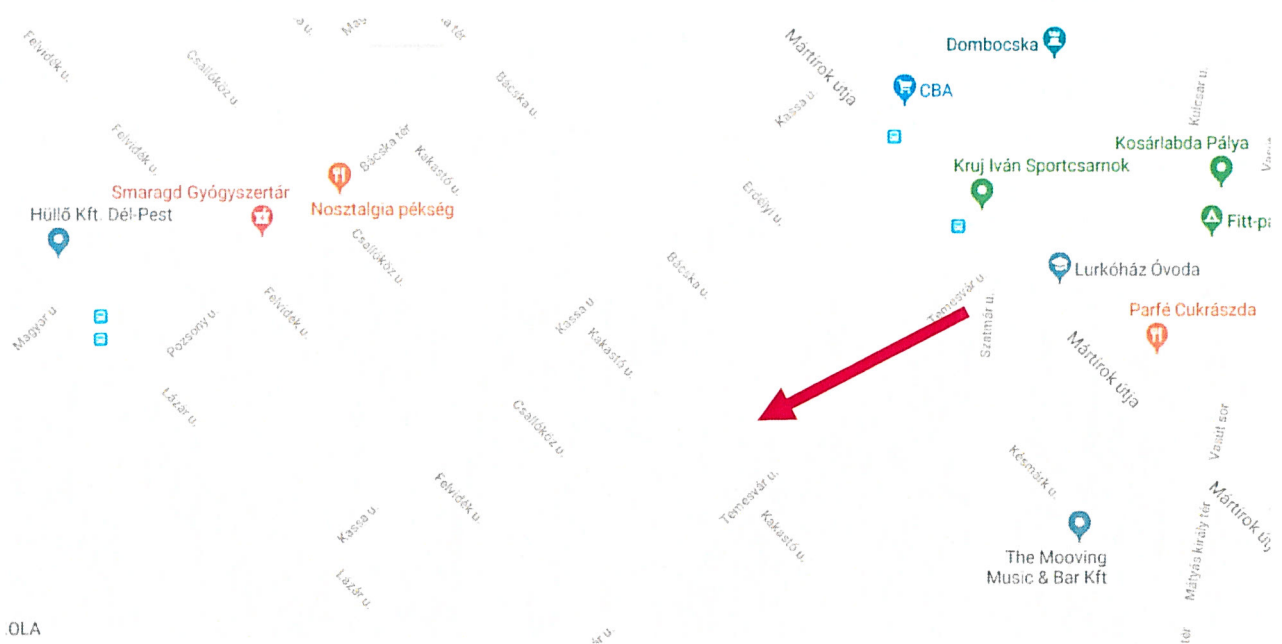 Felvidék u.
Csallóköz u.
Mártírok útja
Dombocska
Bácska u.
CBA
Kassa u.
Kulcsár u.
Felvidék u.
Bácska tér
Kakastó u.
Kosárlabda Pálya
Kruj Iván Sportcsarnok
Smaragd Gyógyszertár
Nosztalgia pékség
Erdélyi u.
Hüllő Kft. Dél-Pest
Fitt-pa
Csallóköz u.
Bácska u.
Lurkóház Óvoda
Magyar u.
Pozsony u.
Felvidék u.
Kassa u.
Kakastó u.
Temesvár u.
Szatmár u.
Parfé Cukrászda
Mártírok útja
Lázár u.
Csallóköz u.
Vasút sor
Felvidék u.
Késmárk u.
Temesvár u.
Kakastó u.
Mártírok útj
Kassa u.
Mátyás király tér
The Mooving
Music & Bar Kft
Lázár u.
OLA